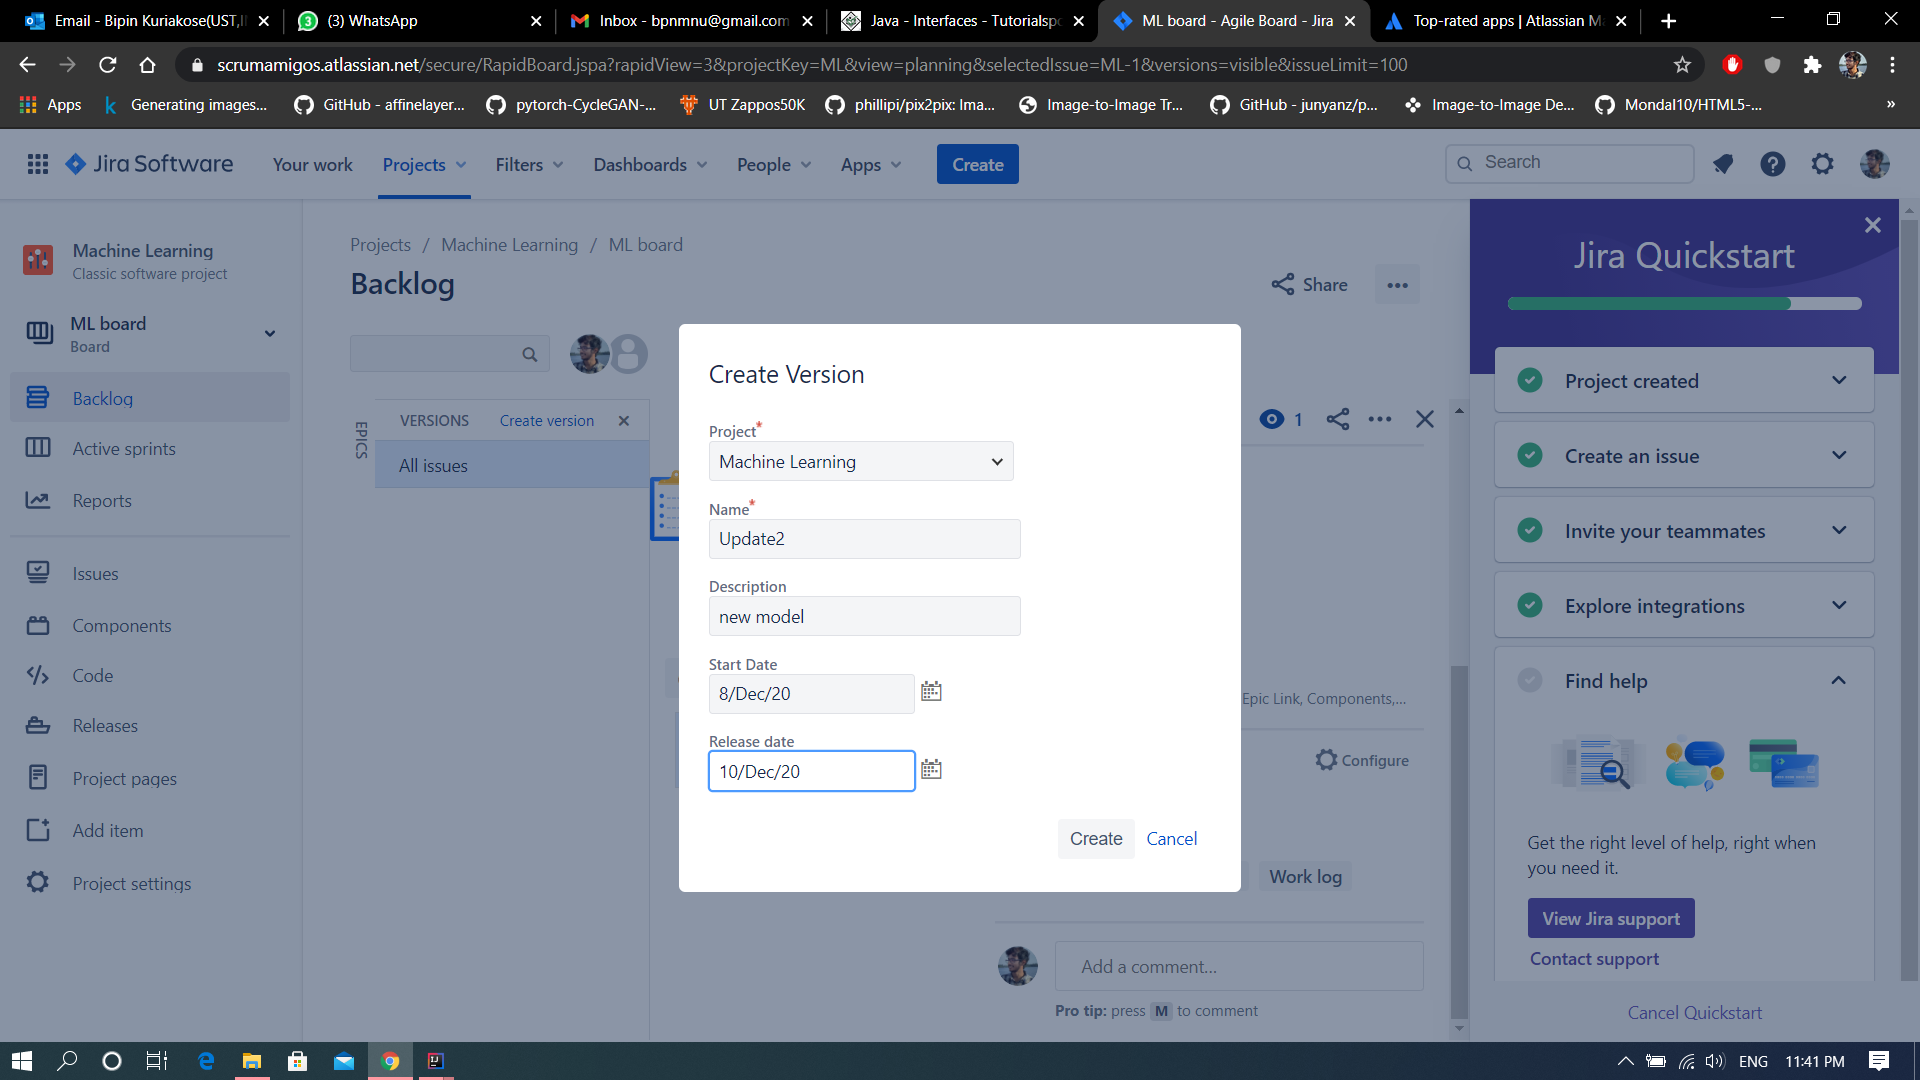 Email - Bipin Kuriakose(UST,I
(3) WhatsApp
Inbox - bpnmnu@gmail.com
Java - Interfaces - Tutorialspo
ML board - Agile Board - Jira
Top-rated apps | Atlassian Ma
scrumamigos.atlassian.net/secure/RapidBoard.jspa?rapidView=3&projectKey=ML&view=planning&selectedIssue=ML-1&versions=visible&issueLimit=100
Apps
Generating images...
GitHub - affinelayer...
pytorch-CycleGAN-...
UT Zappos50K
phillipi/pix2pix: Ima...
Image-to-Image Tr...
GitHub - junyanz/p...
Image-to-Image De...
Mondal10/HTML5-...
»
Jira Software
Your work
Projects
Filters
Dashboards
People
Apps
Create
Search
Machine Learning
Classic software project
ML board
Board
Backlog
Active sprints
Reports
Issues
Components
Code
Releases
Project pages
Add item
Project settings
Projects / Machine Learning / ML board
Backlog
Share
EPICS
VERSIONS
Create version
All issues
1
Create Version
Project*
Machine Learning
Name*
Update2
Description
new model
Start Date
8/Dec/20
Release date
10/Dec/20
Create
Cancel
Epic Link, Components,...
Configure
Work log
Add a comment...
Pro tip: press M to comment
Jira Quickstart
Project created
Create an issue
Invite your teammates
Explore integrations
Find help
Get the right level of help, right when
you need it.
View Jira support
Contact support
Cancel Quickstart
ENG
11:41 PM